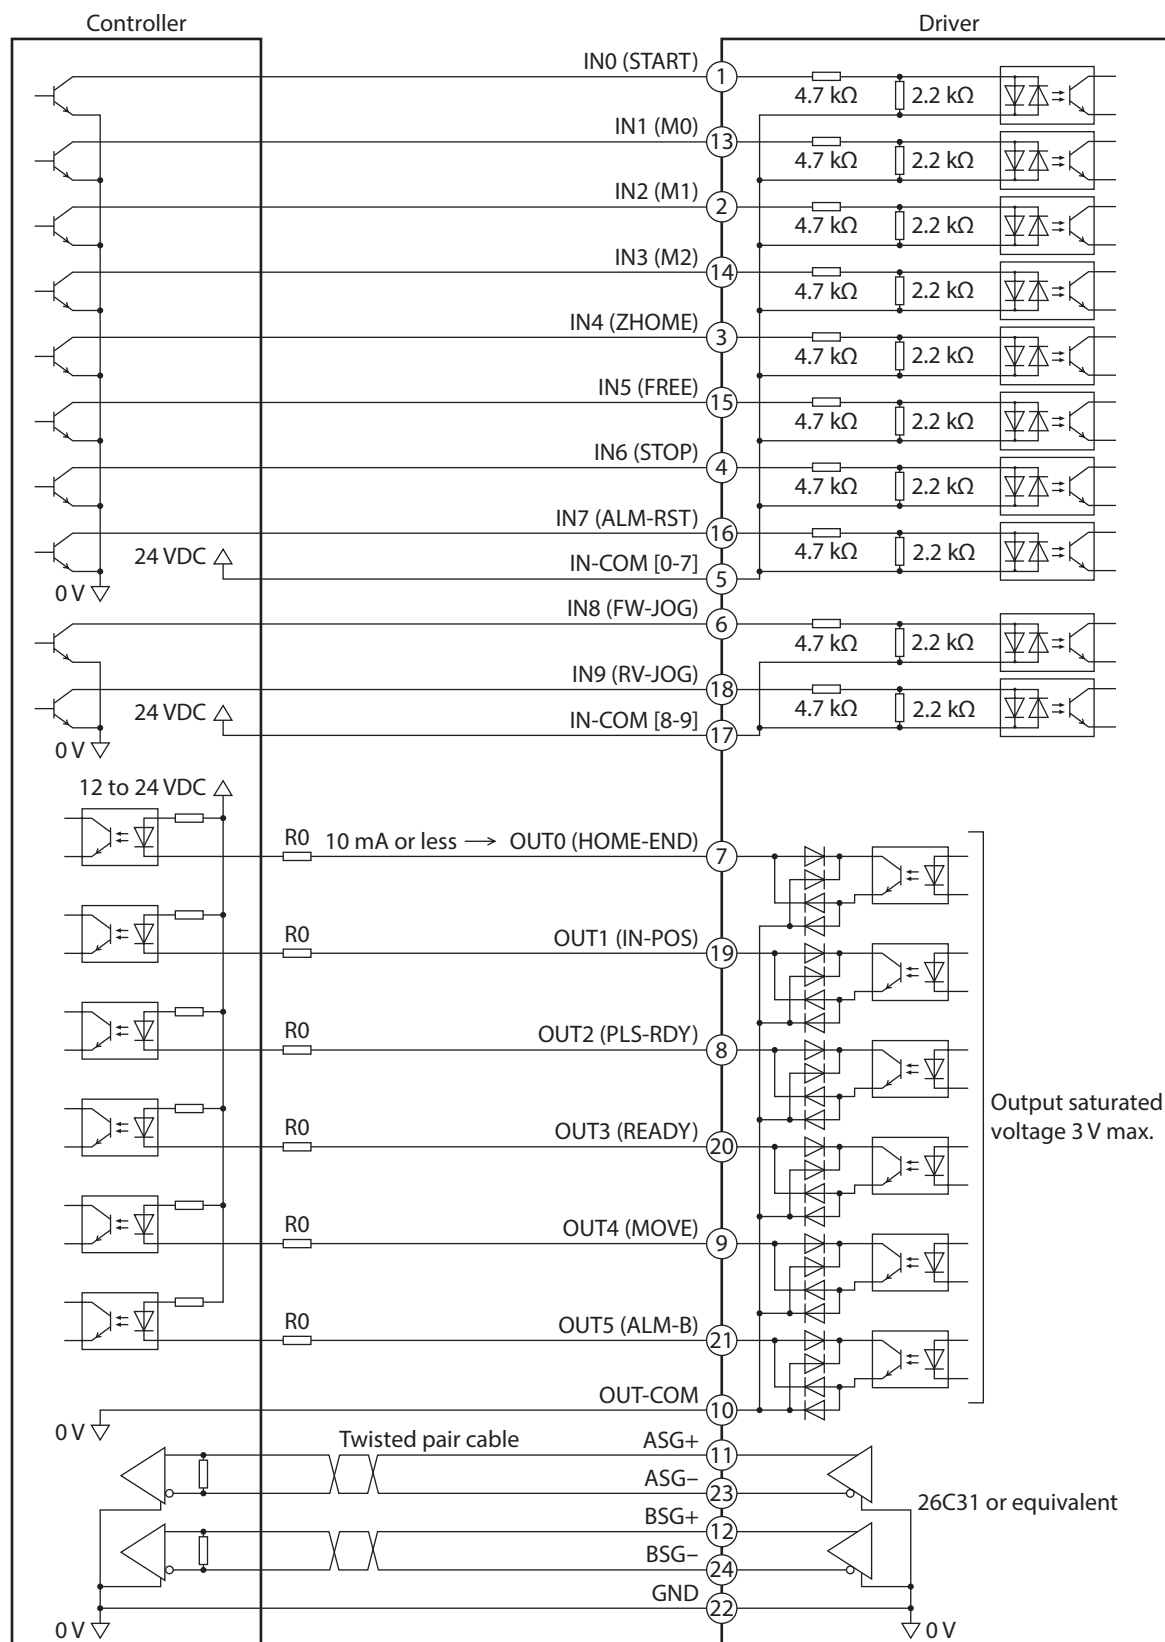 Controller
Driver
IN0 (START)
1
4.7 kΩ
2.2 kΩ
IN1 (M0)
13
4.7 kΩ
2.2 kΩ
IN2 (M1)
2
4.7 kΩ
2.2 kΩ
IN3 (M2)
14
4.7 kΩ
2.2 kΩ
IN4 (ZHOME)
3
4.7 kΩ
2.2 kΩ
IN5 (FREE)
15
4.7 kΩ
2.2 kΩ
IN6 (STOP)
4
4.7 kΩ
2.2 kΩ
IN7 (ALM-RST)
16
4.7 kΩ
2.2 kΩ
24 VDC
IN-COM [0-7]
5
0 V
IN8 (FW-JOG)
6
4.7 kΩ
2.2 kΩ
IN9 (RV-JOG)
18
4.7 kΩ
2.2 kΩ
24 VDC
IN-COM [8-9]
17
0 V
12 to 24 VDC
R0
10 mA or less →
OUT0 (HOME-END)
7
R0
OUT1 (IN-POS)
19
R0
OUT2 (PLS-RDY)
8
Output saturated
voltage 3 V max.
R0
OUT3 (READY)
20
R0
OUT4 (MOVE)
9
R0
OUT5 (ALM-B)
21
OUT-COM
10
0 V
Twisted pair cable
ASG+
11
ASG–
23
26C31 or equivalent
BSG+
12
BSG–
24
GND
22
0 V
0 V